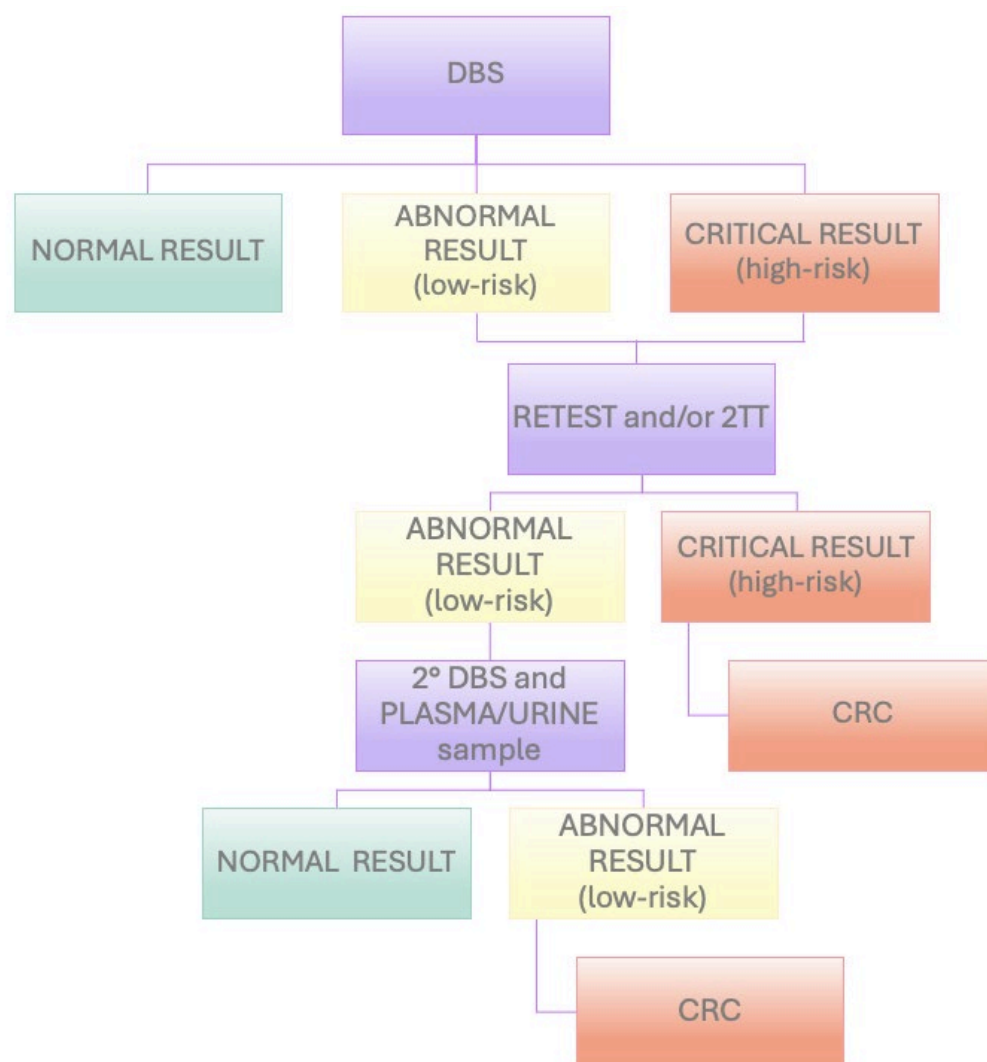 DBS
NORMAL RESULT
ABNORMAL
RESULT
(low-risk)
CRITICAL RESULT
(high-risk)
RETEST and/or 2TT
ABNORMAL
RESULT
(low-risk)
CRITICAL RESULT
(high-risk)
2° DBS and
PLASMA/URINE
sample
CRC
NORMAL RESULT
ABNORMAL
RESULT
(low-risk)
CRC